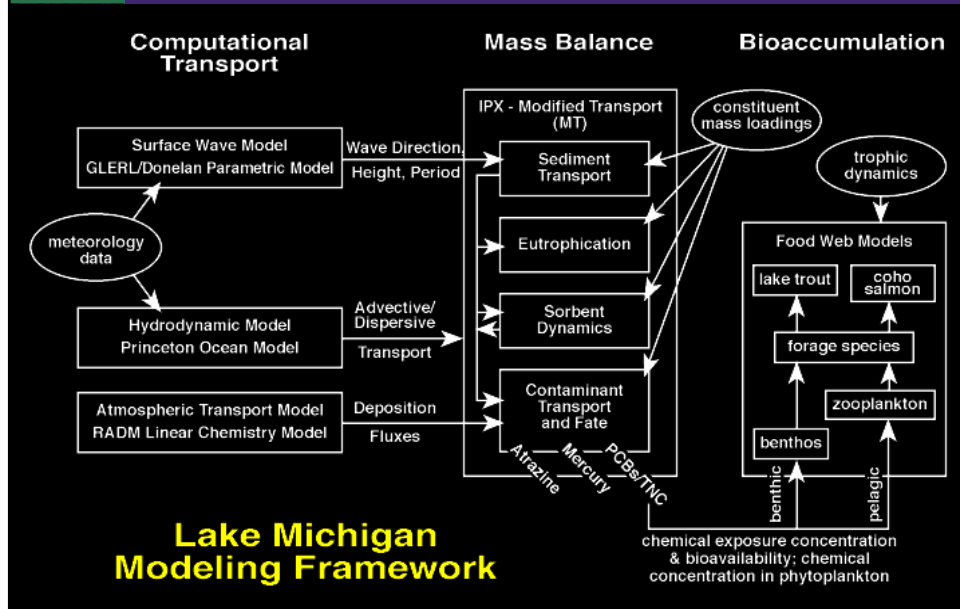 Computational
Transport
Mass Balance
Bioaccumulation
IPX - Modified Transport
(MT)
constituent
mass loadings
Surface Wave Model
GLERL/Donelan Parametric Model
Wave Direction,
Height, Period
Sediment
Transport
trophic
dynamics
meteorology
data
Eutrophication
Food Web Models
lake trout
coho
salmon
Hydrodynamic Model
Princeton Ocean Model
Advective/
Dispersive
Transport
Sorbent
Dynamics
forage species
Atmospheric Transport Model
RADM Linear Chemistry Model
Deposition
Fluxes
Contaminant
Transport
and Fate
zooplankton
benthos
Atrazine
Mercury
PCBs/TNC
benthic
pelagic
Lake Michigan
Modeling Framework
chemical exposure concentration
& bioavailability; chemical
concentration in phytoplankton